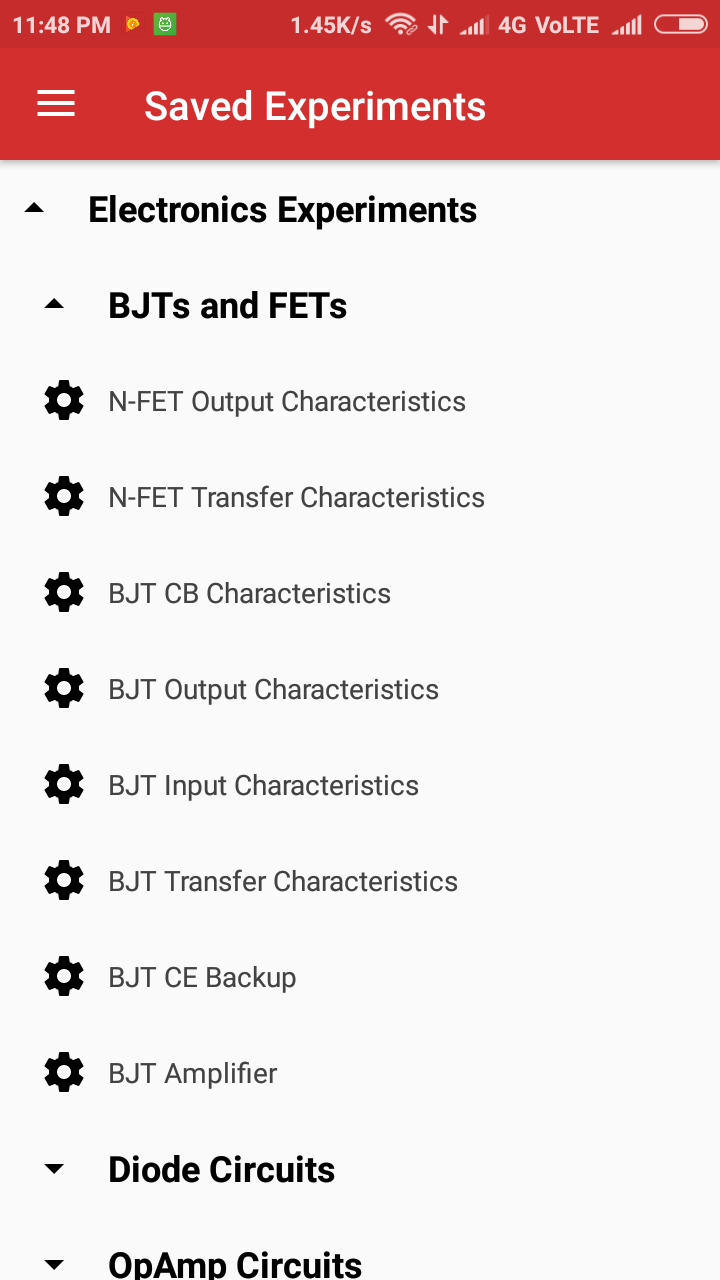 11:48 PM 1.45K/s 4G VoLTE
Saved Experiments
Electronics Experiments
BJTs and FETs
N-FET Output Characteristics
N-FET Transfer Characteristics
BJT CB Characteristics
BJT Output Characteristics
BJT Input Characteristics
BJT Transfer Characteristics
BJT CE Backup
BJT Amplifier
Diode Circuits
OpAmp Circuits